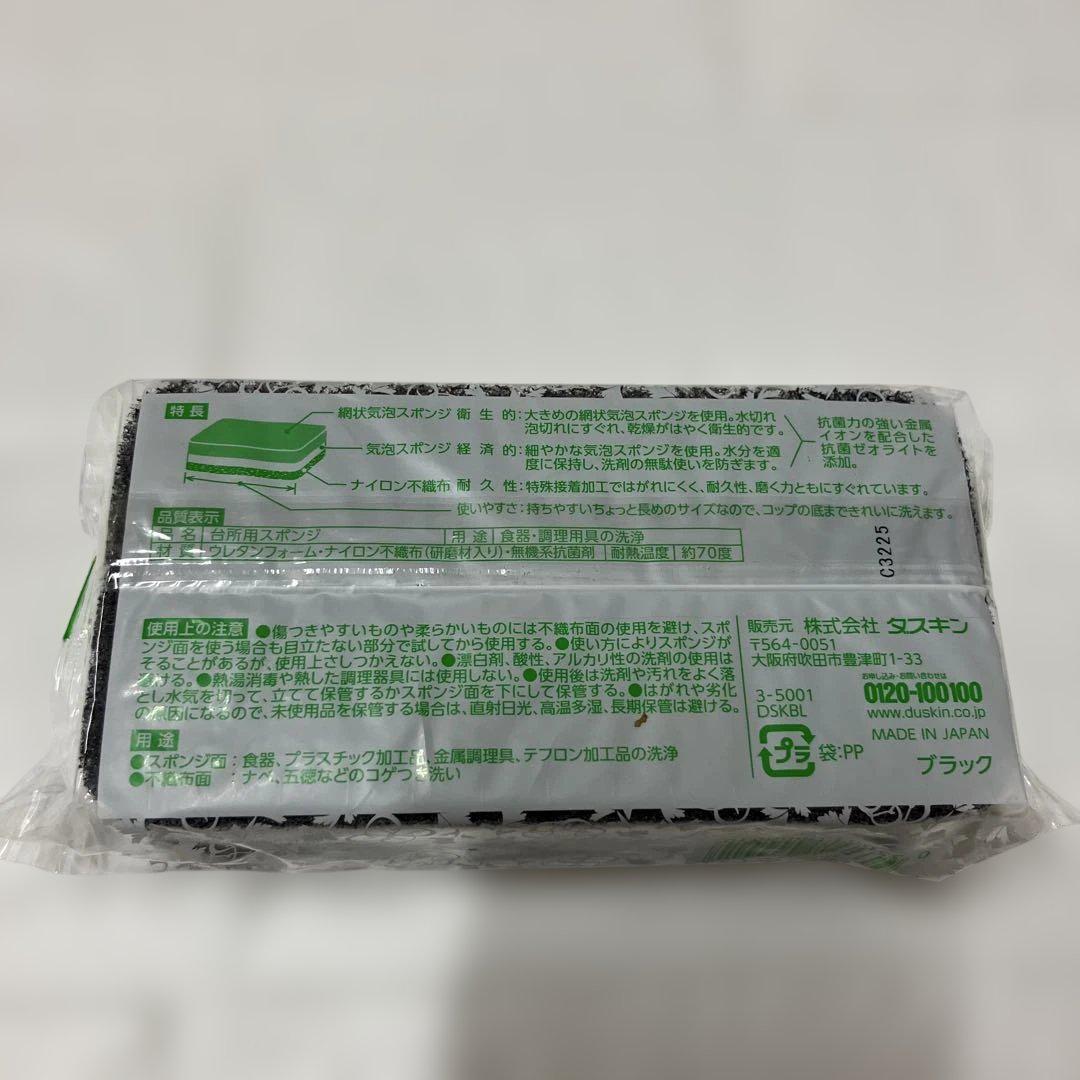 特長
網状気泡スポンジ 衛生的:大きめの網状気泡スポンジを使用。水切れ
泡切れにすぐれ、乾燥がはやく衛生的です。
気泡スポンジ 経済的:細やかな気泡スポンジを使用。水分を適
度に保持し、洗剤の無駄使いを防ぎます。
抗菌力の強い金属
イオンを配合した
抗菌ゼオライトを
添加。
ナイロン不織布 耐久性:特殊接着加工ではがれにくく、耐久性、磨く力ともにすぐれています。
使いやすさ:持ちやすいちょっと長めのサイズなので、コップの底まできれいに洗えます。
品質表示
品名 台所用スポンジ 用途 食器・調理用具の洗浄
材質 ウレタンフォーム・ナイロン不織布(研磨材入り)・無機系抗菌剤 耐熱温度 約70度
C3225
使用上の注意 ●傷つきやすいものや柔らかいものには不織布面の使用を避け、スポ
ンジ面を使う場合も目立たない部分で試してから使用する。●使い方によりスポンジが
そることがあるが、使用上さしつかえない。●漂白剤、酸性、アルカリ性の洗剤の使用は
避ける。●熱湯消毒や熱した調理器具には使用しない。●使用後は洗剤や汚れをよく落
とし水気を切って、立てて保管するかスポンジ面を下にして保管する。●はがれや劣化
の原因になるので、未使用品を保管する場合は、直射日光、高温多湿、長期保管は避ける。
用途
●スポンジ面:食器、プラスチック加工品、金属調理具、テフロン加工品の洗浄
●不織布面:ナベ、五徳などのコゲつき洗い
販売元 株式会社 ダスキン
〒564-0051
大阪府吹田市豊津町1-33
お申し込み・お問い合わせは
3-5001
0120-100100
DSKBL
www.duskin.co.jp
MADE IN JAPAN
プラ 袋:PP
ブラック